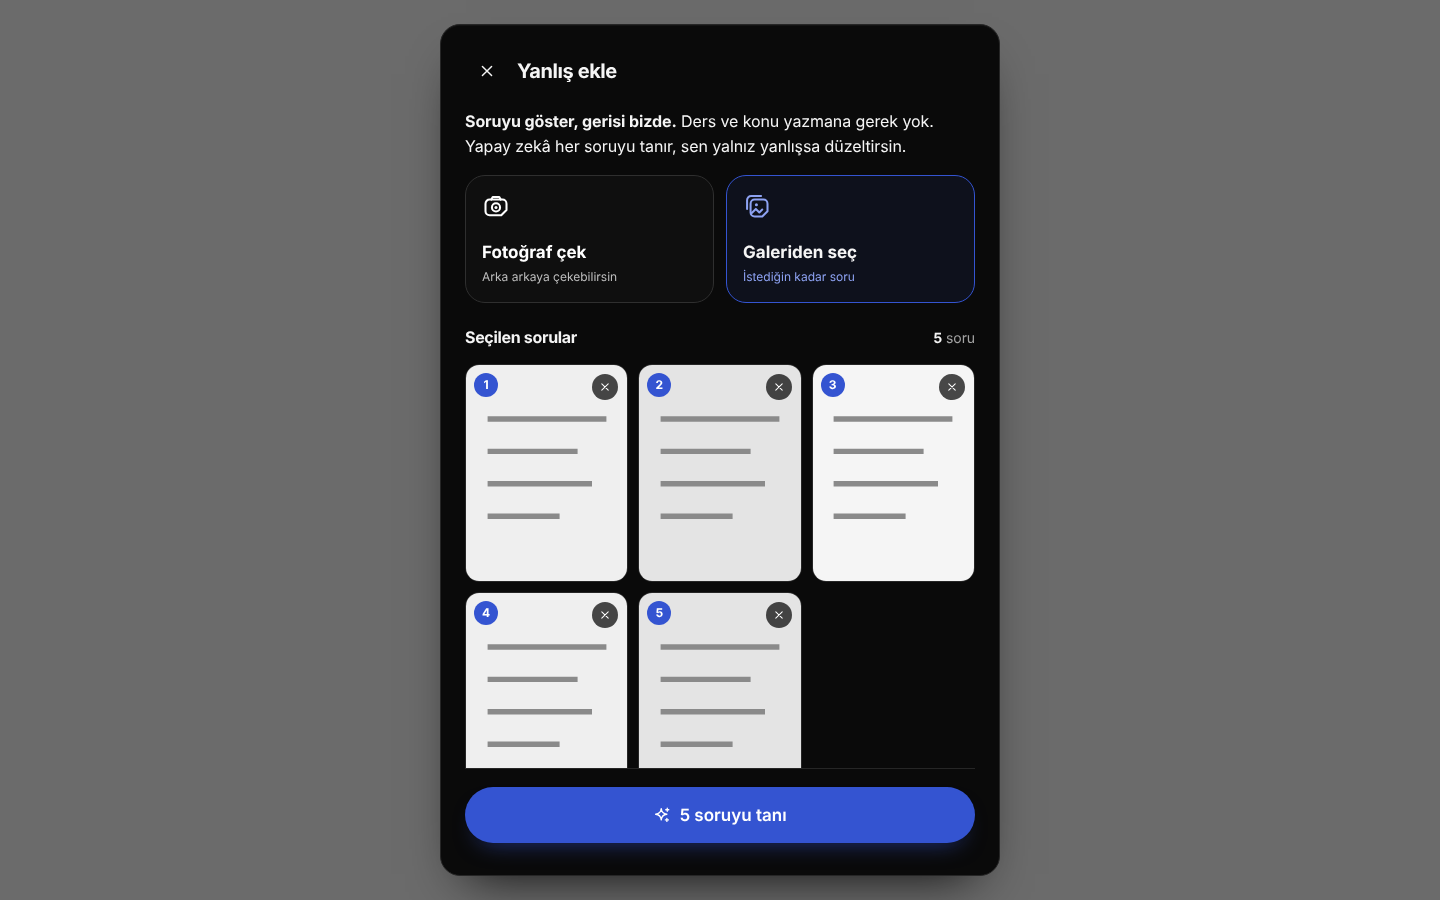 Yanlış ekle
Soruyu göster, gerisi bizde. Ders ve konu yazmana gerek yok.
Yapay zekâ her soruyu tanır, sen yalnız yanlışsa düzeltirsin.
Fotoğraf çek
Arka arkaya çekebilirsin
Galeriden seç
İstediğin kadar soru
Seçilen sorular
5 soru
1
2
3
4
5
5 soruyu tanı